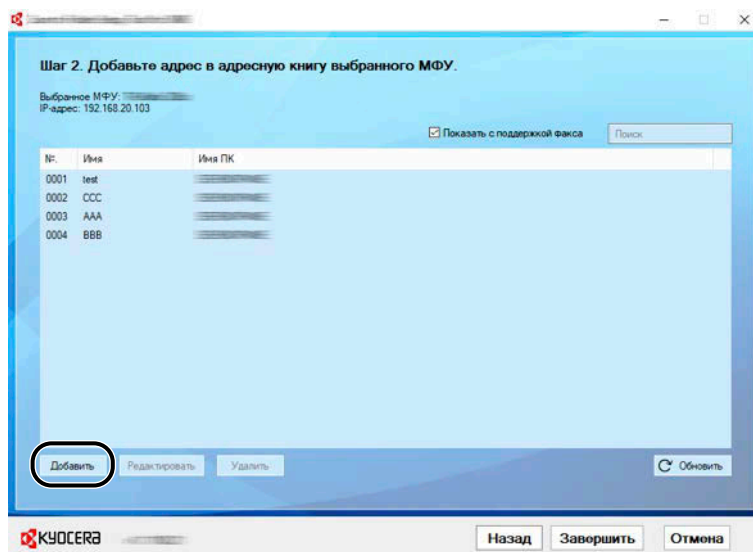 Шаг 2. Добавьте адрес в адресную книгу выбранного МФУ.
Выбранное МФУ:
IP-адрес: 192.168.20.103
Показать с поддержкой факса Поиск
№. Имя Имя ПК
0001 test
0002 CCC
0003 AAA
0004 BBB
Добавить Редактировать Удалить Обновить
KYOCERA Назад Завершить Отмена